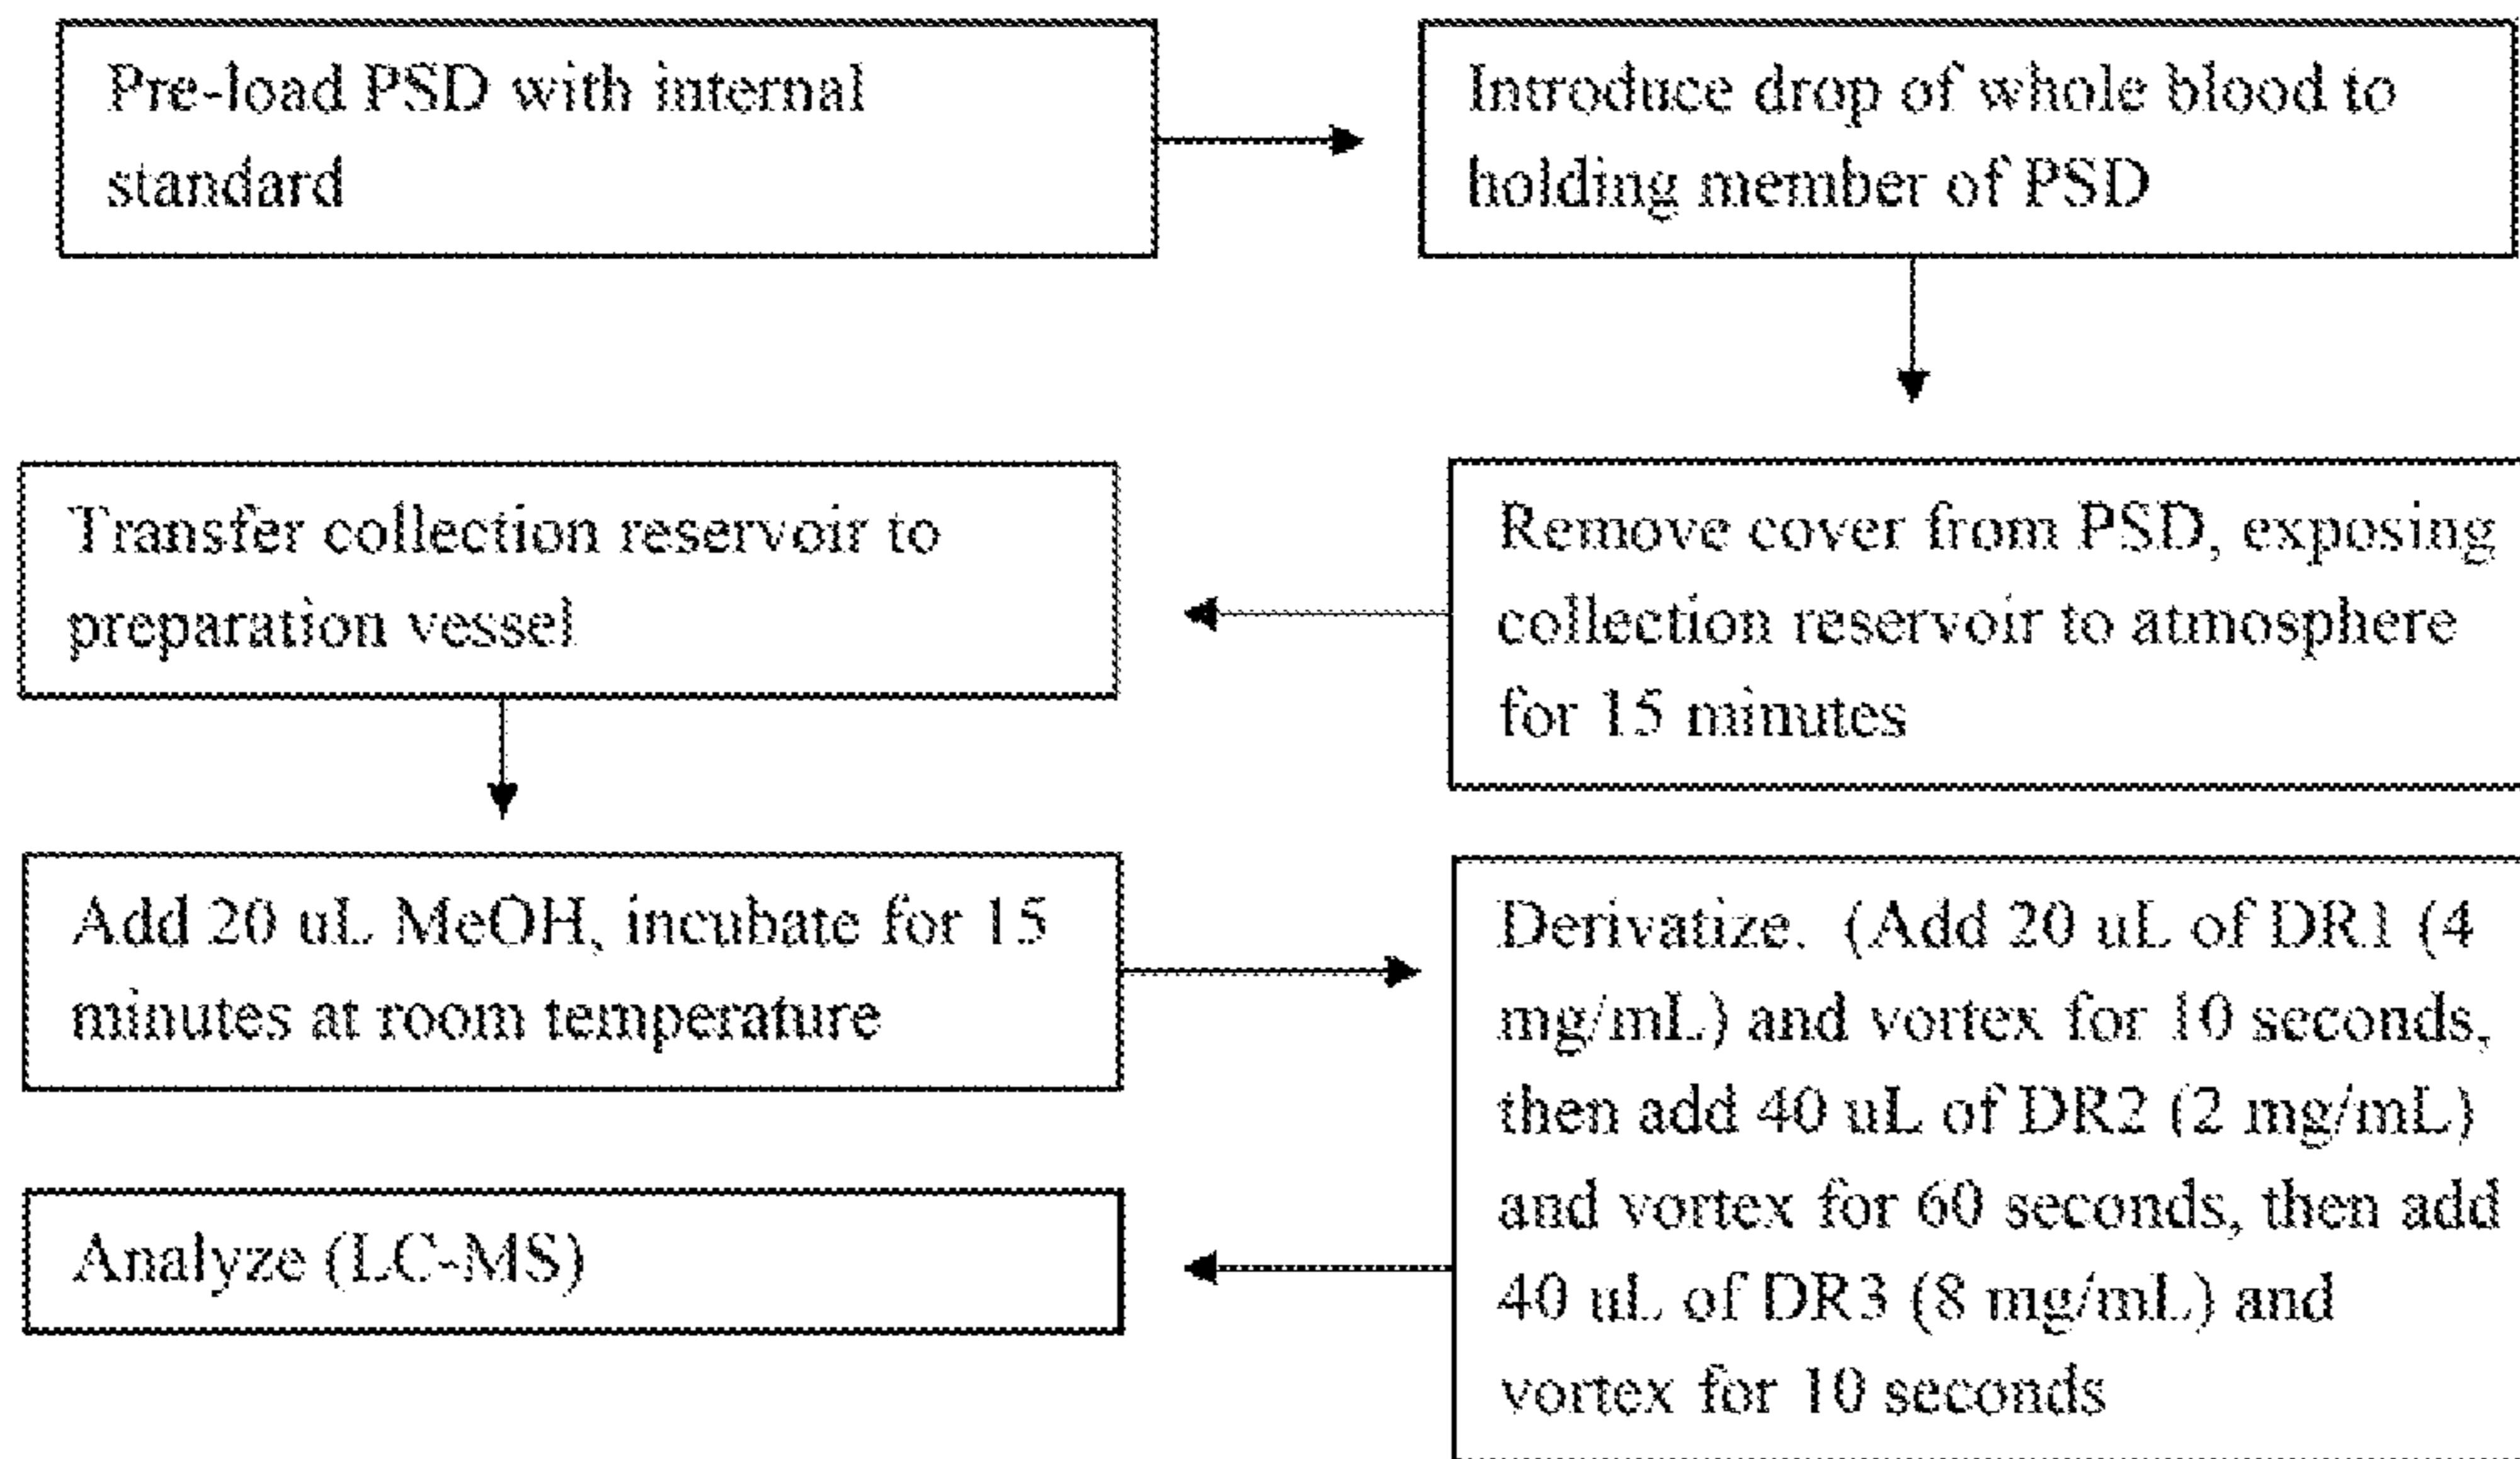 Pre-load PSD with internal
standard
Introduce drop of whole blood to
holding member of PSD
Remove cover from PSD, exposing
collection reservoir to atmosphere
for 15 minutes
Transfer collection reservoir to
preparation vessel
Add 20 uL MeOH, incubate for 15
minutes at room temperature
Derivatize. (Add 20 uL of DR1 (4
mg/mL) and vortex for 10 seconds,
then add 40 uL of DR2 (2 mg/mL)
and vortex for 60 seconds, then add
40 uL of DR3 (8 mg/mL) and
vortex for 10 seconds
Analyze (LC-MS)